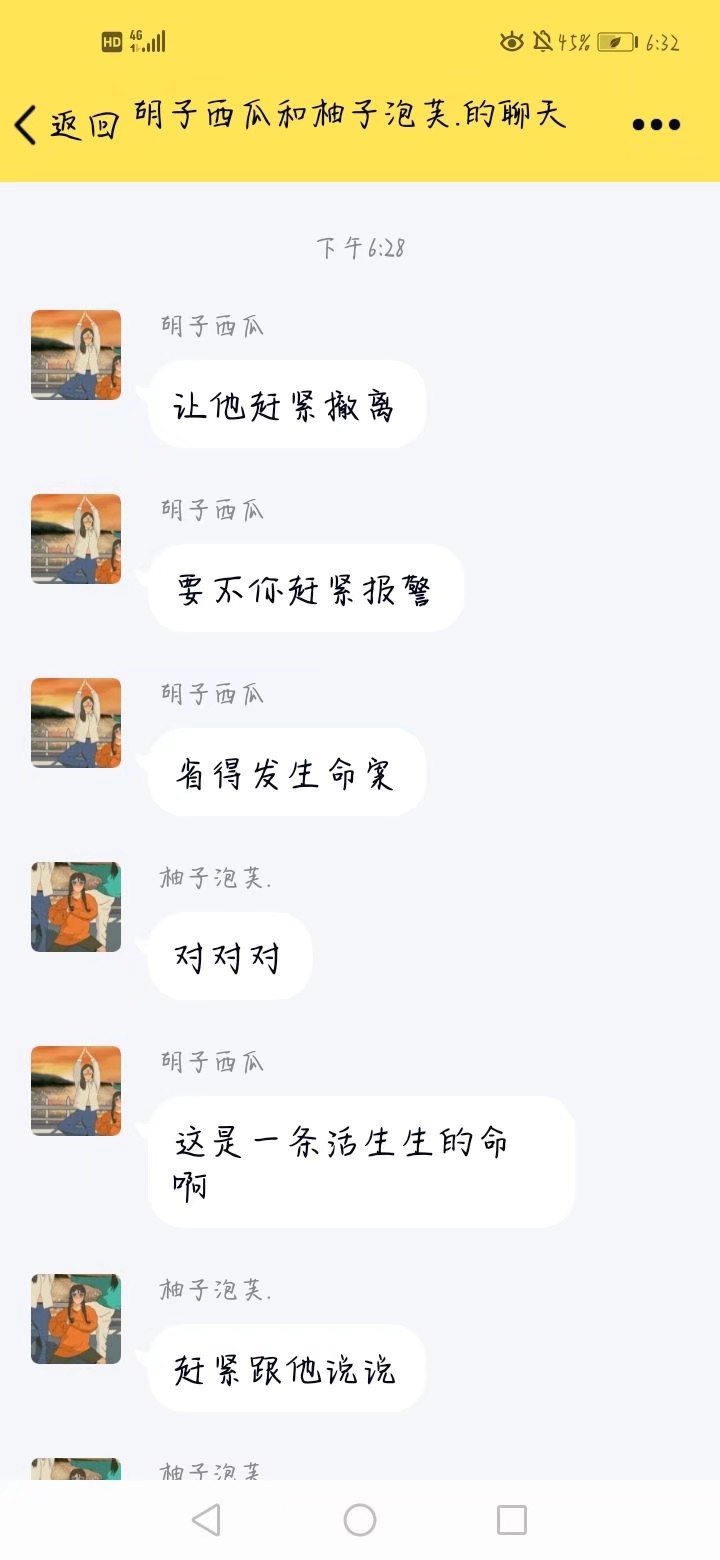 HD 4G 45% 6:32
返回 胡子西瓜和柚子泡芙.的聊天
下午6:28
胡子西瓜
让他赶紧撤离
胡子西瓜
要不你赶紧报警
胡子西瓜
省得发生命案
柚子泡芙.
对对对
胡子西瓜
这是一条活生生的命
啊
柚子泡芙.
赶紧跟他说说
柚子泡芙